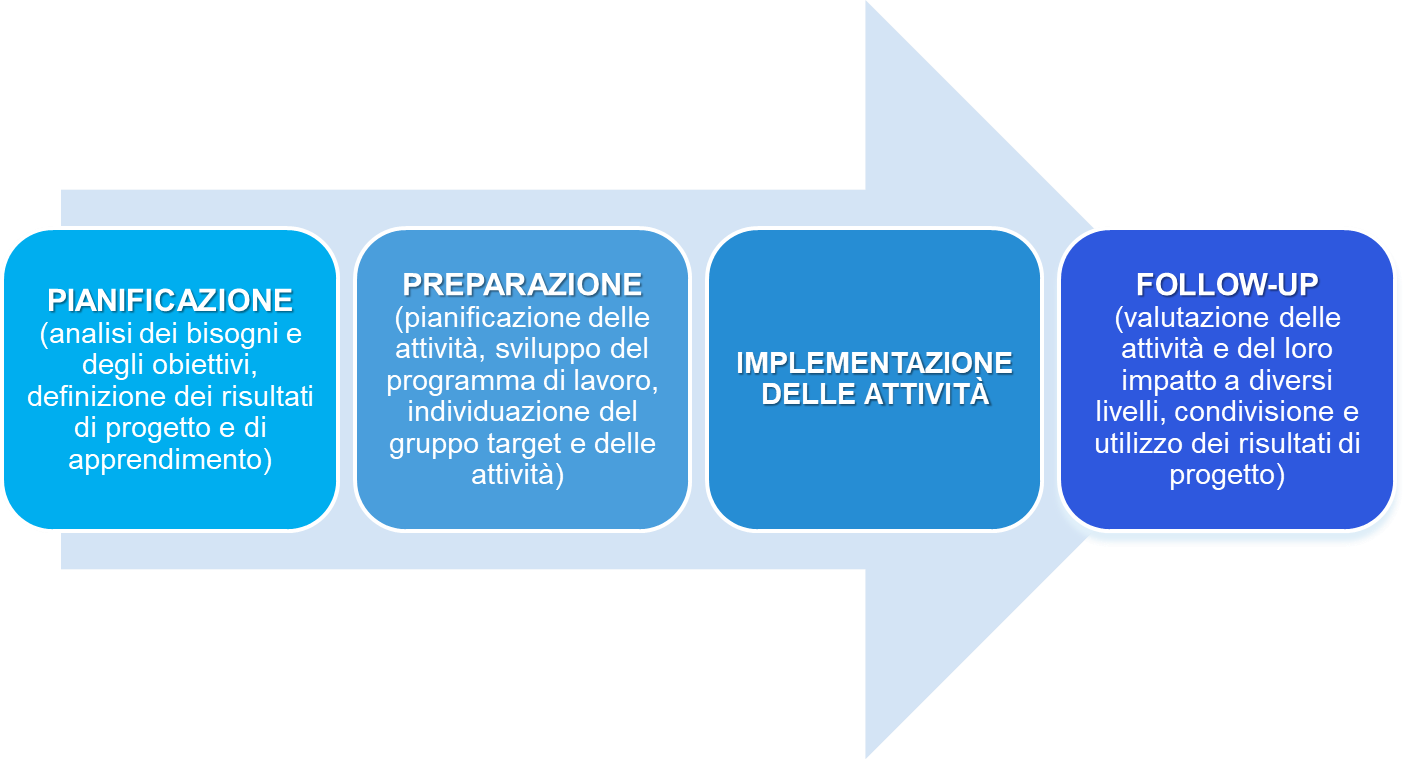 PIANIFICAZIONE
(analisi dei bisogni e
degli obiettivi,
definizione dei risultati
di progetto e di
apprendimento)
PREPARAZIONE
(pianificazione delle
attività, sviluppo del
programma di lavoro,
individuazione del
gruppo target e delle
attività)
IMPLEMENTAZIONE
DELLE ATTIVITÀ
FOLLOW-UP
(valutazione delle
attività e del loro
impatto a diversi
livelli, condivisione e
utilizzo dei risultati di
progetto)